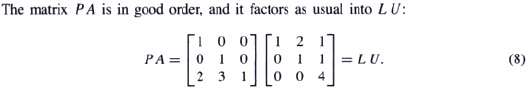 The matrix PA is in good order, and it factors as usual into LU:
PA = [1 0 0; 0 1 0; 2 3 1] [1 2 1; 0 1 1; 0 0 4] = LU. (8)